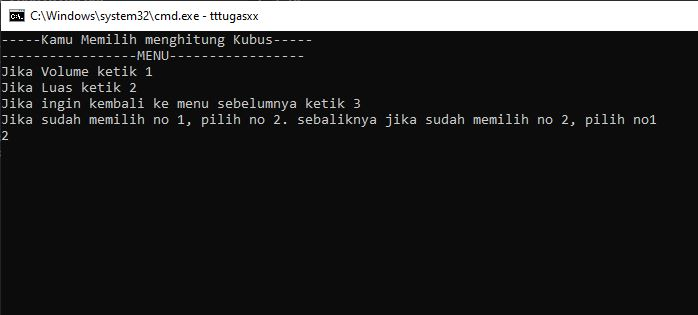 C:\Windows\system32\cmd.exe - tttugasxx
-----Kamu Memilih menghitung Kubus-----
-----------------MENU-----------------
Jika Volume ketik 1
Jika Luas ketik 2
Jika ingin kembali ke menu sebelumnya ketik 3
Jika sudah memilih no 1, pilih no 2. sebaliknya jika sudah memilih no 2, pilih no1
2